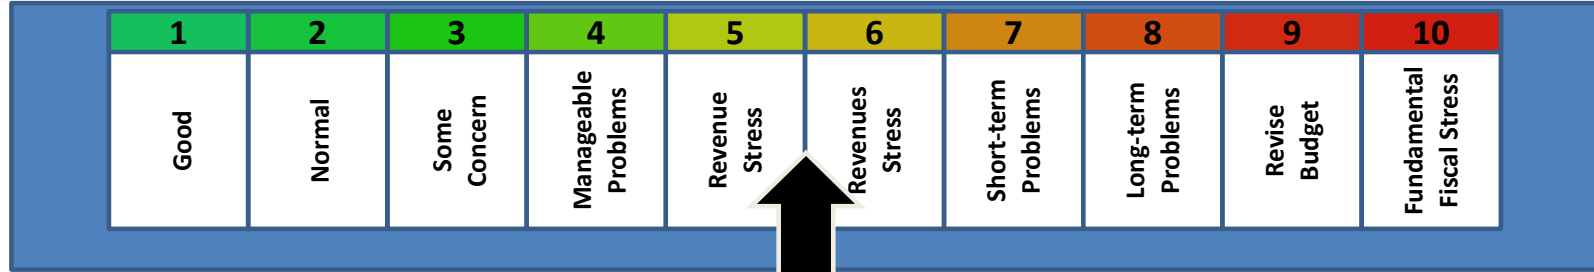 1 2 3 4 5 6 7 8 9 10
Good
Normal
Some
Concern
Manageable
Problems
Revenue
Stress
Revenues
Stress
Short-term
Problems
Long-term
Problems
Revise
Budget
Fundamental
Fiscal Stress